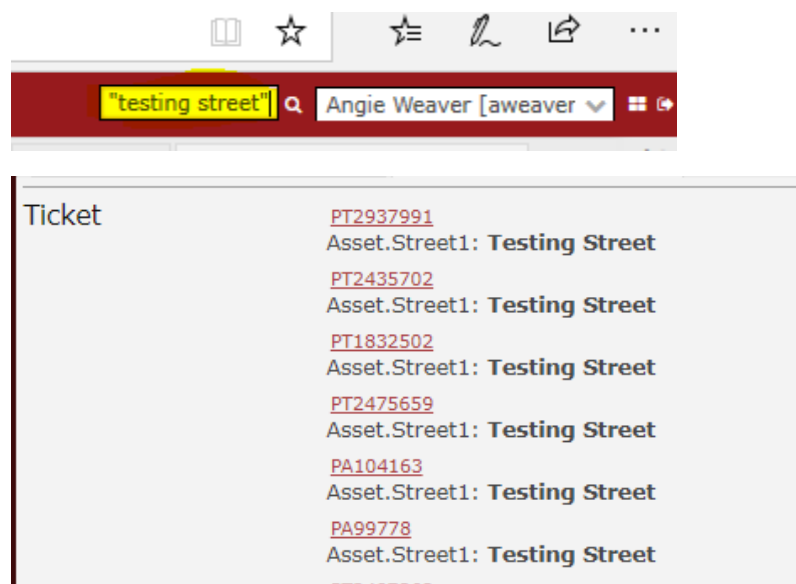 "testing street"
Angie Weaver [aweaver
Ticket
PT2937991
Asset.Street1: Testing Street
PT2435702
Asset.Street1: Testing Street
PT1832502
Asset.Street1: Testing Street
PT2475659
Asset.Street1: Testing Street
PA104163
Asset.Street1: Testing Street
PA99778
Asset.Street1: Testing Street